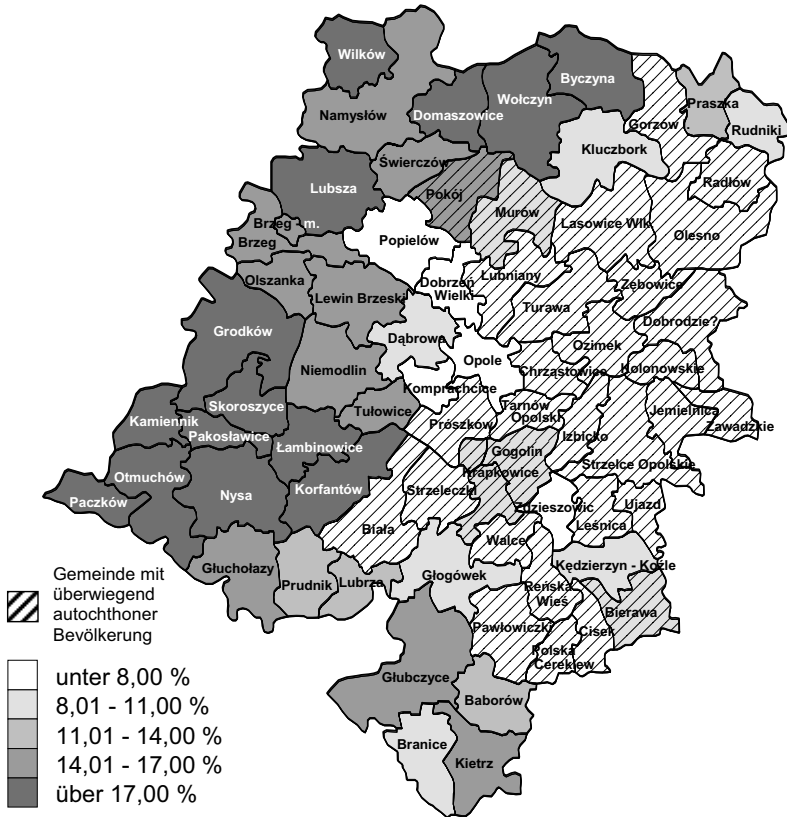 Wilków
Namysłów
Domaszowice
Wołczyn
Byczyna
Gorzów
Praszka
Rudniki
Kluczbork
Świerczów
Lubsza
Pokój
Murów
Lasowice Wlk.
Radłów
Olesno
Brzeg - m.
Brzeg
Popielów
Olszanka
Lewin Brzeski
Dobrzeń
Wielki
Łubniany
Turawa
Zębowice
Dobrodzie?
Grodków
Niemodlin
Dąbrowa
Opole
Ozimek
Chrząstowice
Kolonowskie
Komprachcice
Skoroszyce
Tułowice
Kamiennik
Pakosławice
Łambinowice
Prószków
Tarnów
Opolski
Izbicko
Jemielnica
Zawadzkie
Gogolin
Krapkowice
Strzelce Opolskie
Otmuchów
Paczków
Nysa
Korfantów
Strzeleczki
Zdzieszowic
Leśnica
Ujazd
Biała
Walce
Głuchołazy
Prudnik
Lubrza
Głogówek
Kędzierzyn - Koźle
Reńska
Wieś
Bierawa
Pawłowiczki
Cisek
Polska
Cerekiew
Głubczyce
Baborów
Branice
Kietrz
Gemeinde mit
überwiegend
autochthoner
Bevölkerung
unter 8,00 %
8,01 - 11,00 %
11,01 - 14,00 %
14,01 - 17,00 %
über 17,00 %